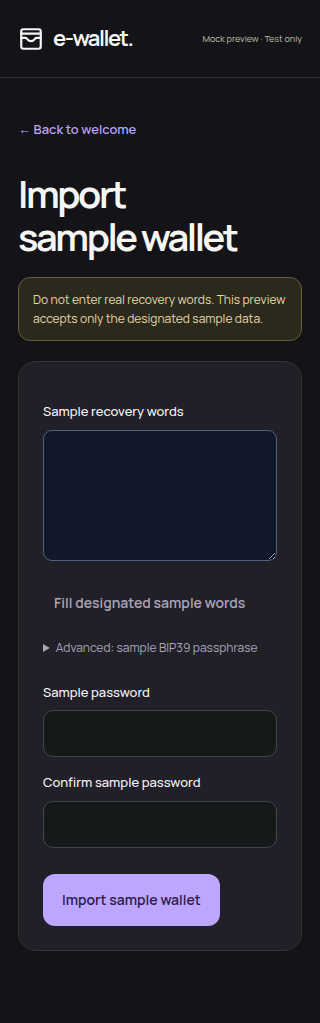 e-wallet.
Mock preview · Test only
← Back to welcome
Import
sample wallet
Do not enter real recovery words. This preview
accepts only the designated sample data.
Sample recovery words
Fill designated sample words
Advanced: sample BIP39 passphrase
Sample password
Confirm sample password
Import sample wallet